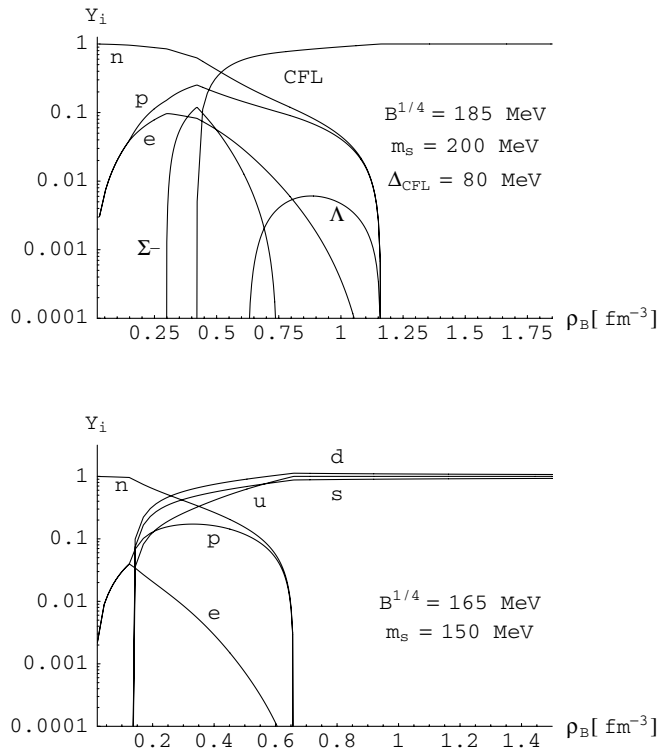 Y_i
1
n
CFL
0.1
p
B^{1/4} = 185 MeV
e
m_s = 200 MeV
0.01
Δ_CFL = 80 MeV
Λ
0.001
Σ−
0.0001
0.25 0.5 0.75 1 1.25 1.5 1.75 ρ_B[ fm^{−3}]
Y_i
1
d
n
u
s
0.1
p
0.01
B^{1/4} = 165 MeV
e
m_s = 150 MeV
0.001
0.0001
0.2 0.4 0.6 0.8 1 1.2 1.4 ρ_B[ fm^{−3}]